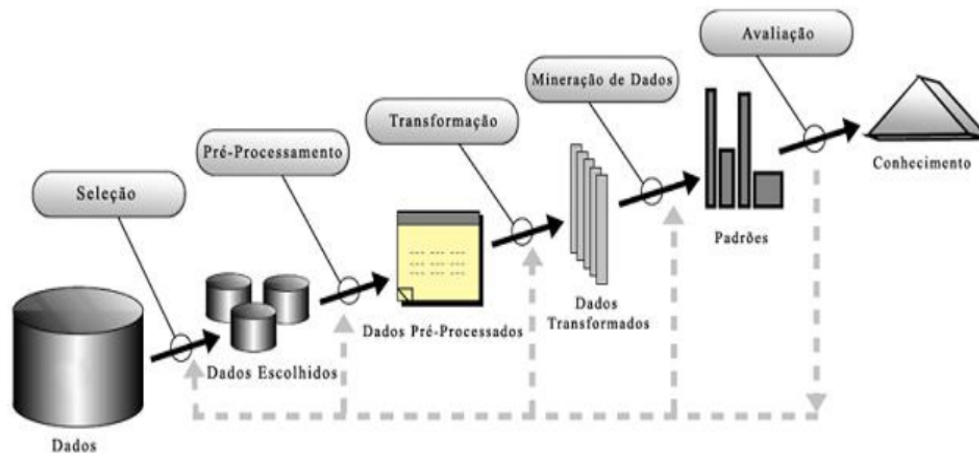 Avaliação
Mineração de Dados
Transformação
Conhecimento
Pré-Processamento
Seleção
Padrões
Dados
Transformados
Dados Pré-Processados
Dados Escolhidos
Dados